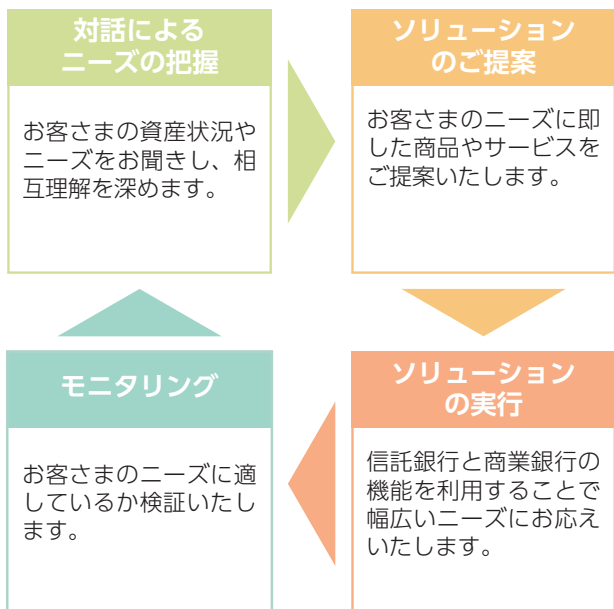 対話による
ニーズの把握
お客さまの資産状況や
ニーズをお聞きし、相
互理解を深めます。
ソリューション
のご提案
お客さまのニーズに即
した商品やサービスを
ご提案いたします。
ソリューション
の実行
信託銀行と商業銀行の
機能を利用することで
幅広いニーズにお応え
いたします。
モニタリング
お客さまのニーズに適
しているか検証いたし
ます。